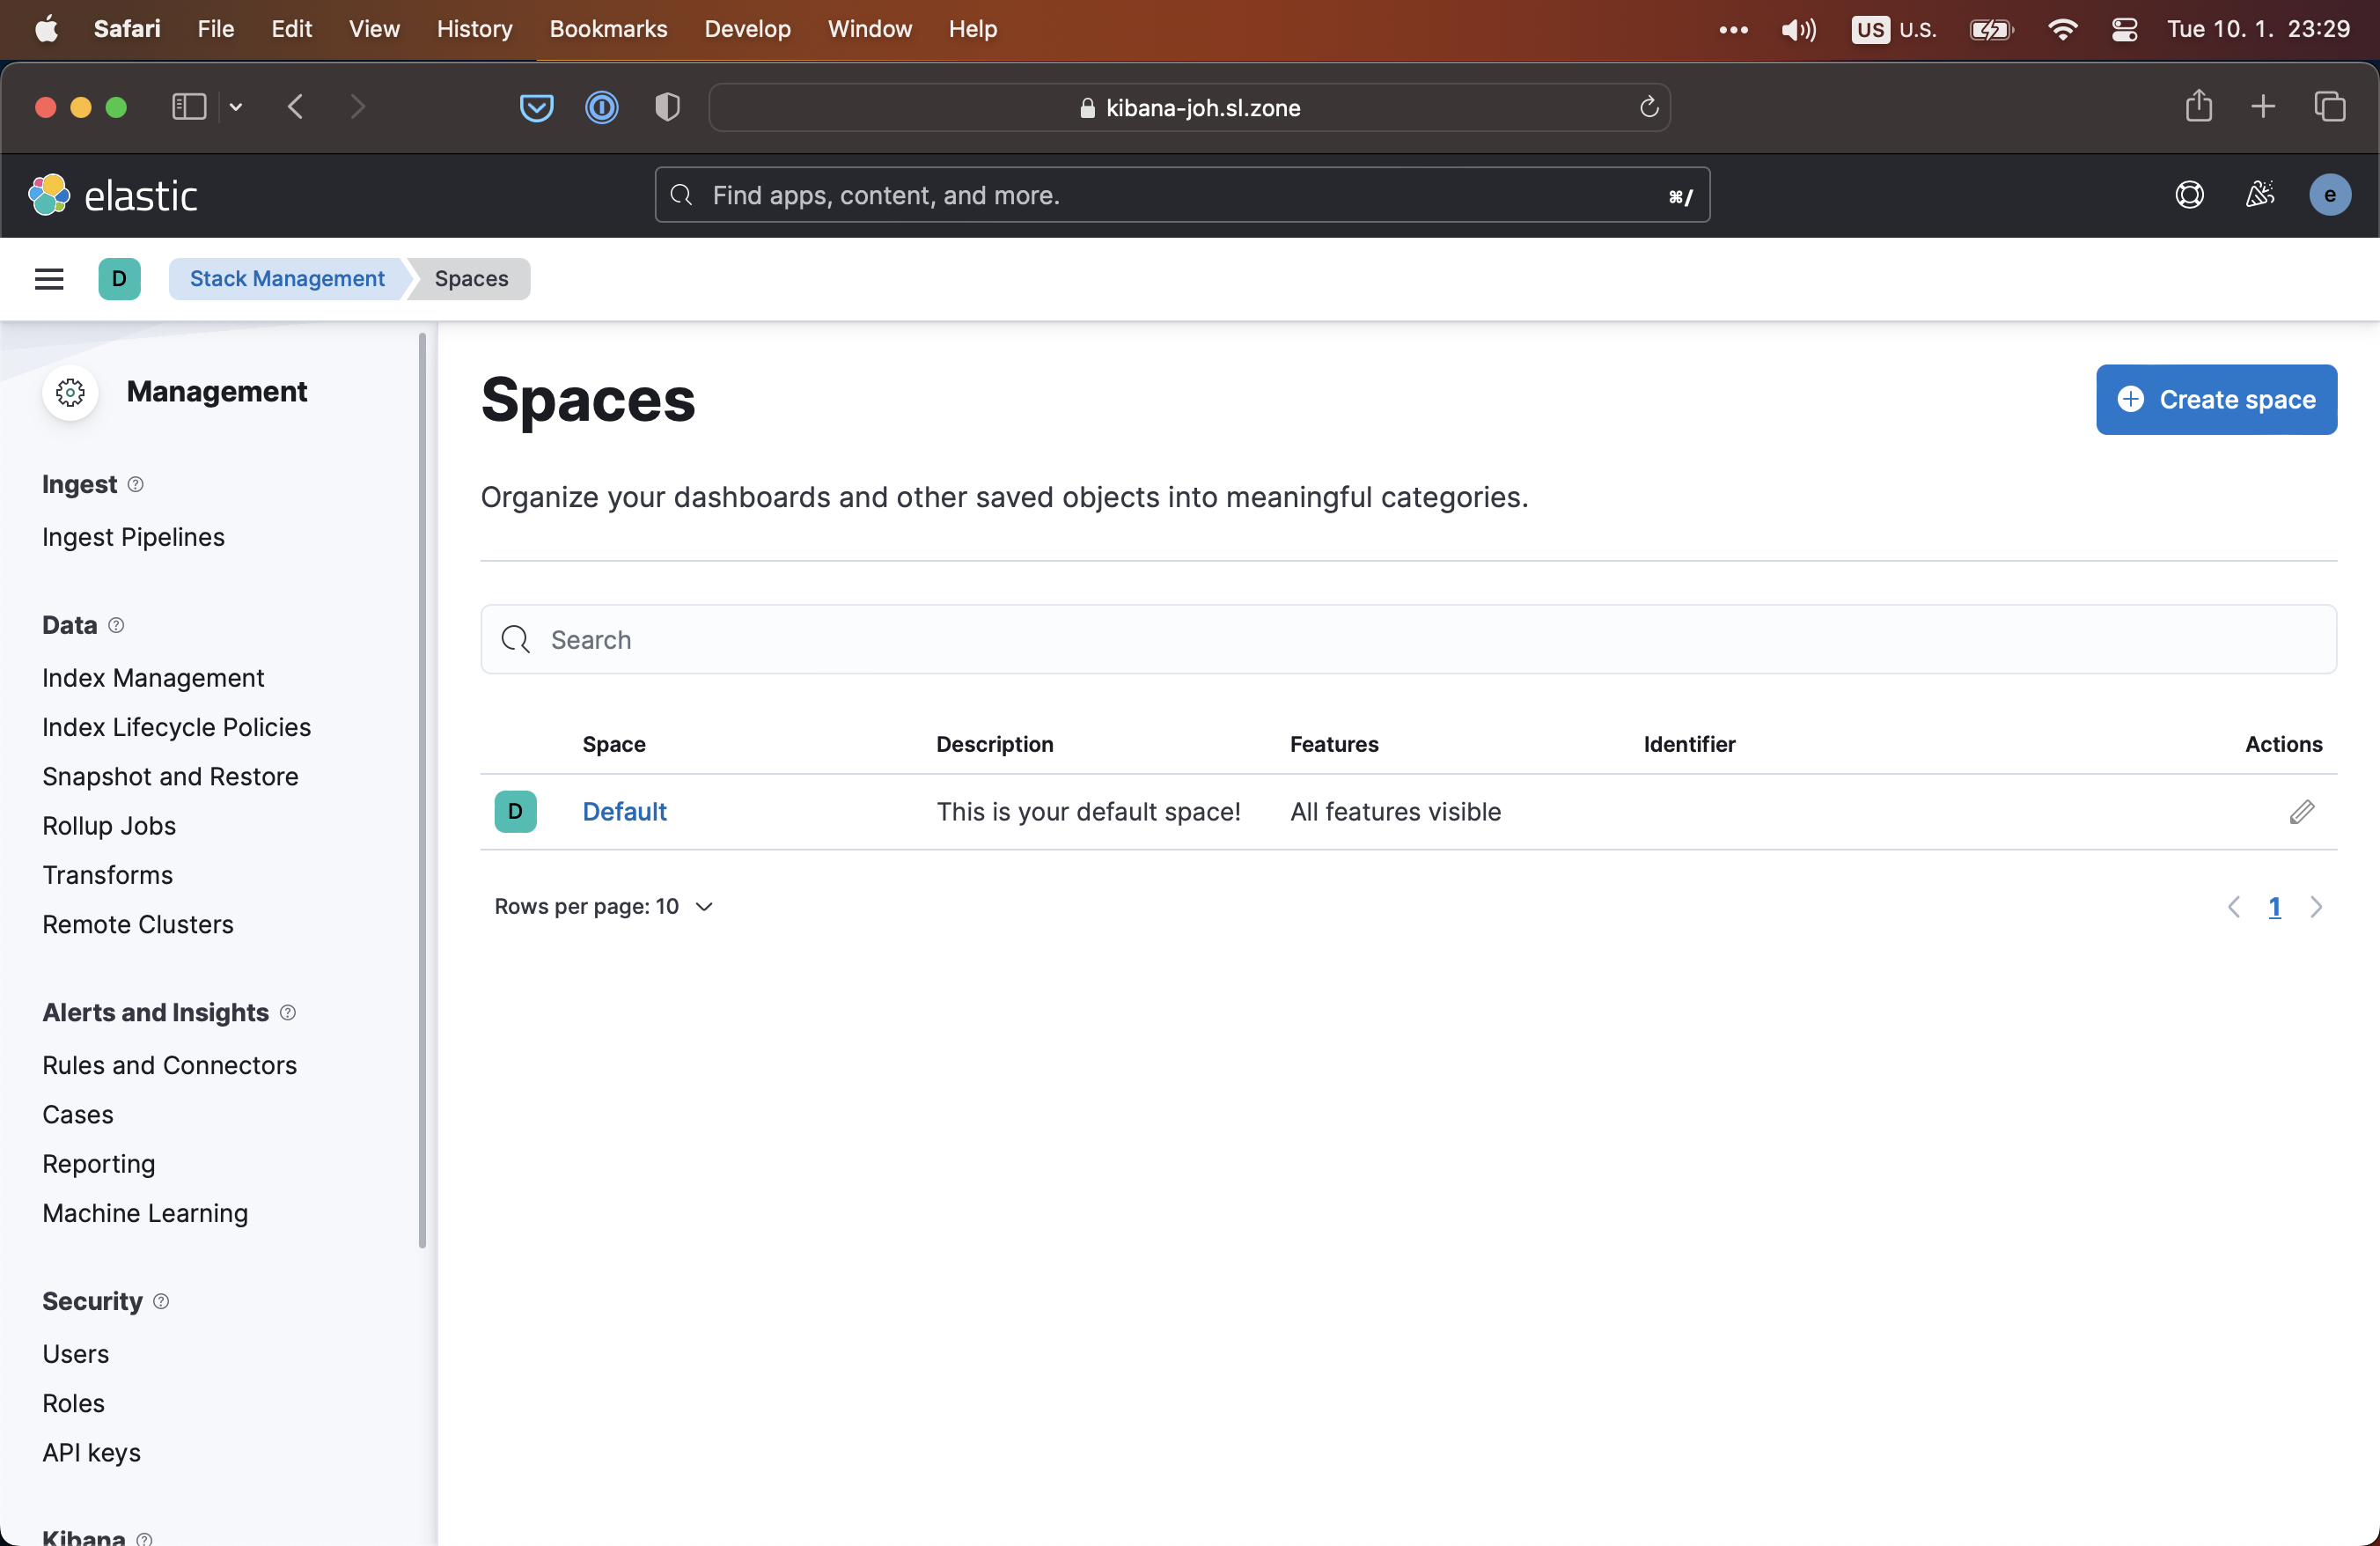 Safari File Edit View History Bookmarks Develop Window Help ••• US U.S. Tue 10. 1. 23:29
kibana-joh.sl.zone
elastic Find apps, content, and more. ⌘/ e
D Stack Management Spaces
Management
Ingest
Ingest Pipelines
Data
Index Management
Index Lifecycle Policies
Snapshot and Restore
Rollup Jobs
Transforms
Remote Clusters
Alerts and Insights
Rules and Connectors
Cases
Reporting
Machine Learning
Security
Users
Roles
API keys
Kibana
Spaces
Create space
Organize your dashboards and other saved objects into meaningful categories.
Search
Space Description Features Identifier Actions
D Default This is your default space! All features visible
Rows per page: 10 1